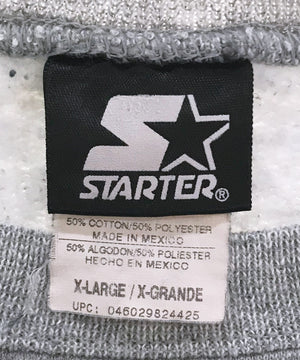 STARTER®
50% COTTON/50% POLYESTER
MADE IN MEXICO
50% ALGODON/50% POLIESTER
HECHO EN MEXICO
X-LARGE / X-GRANDE
UPC: 046029824425